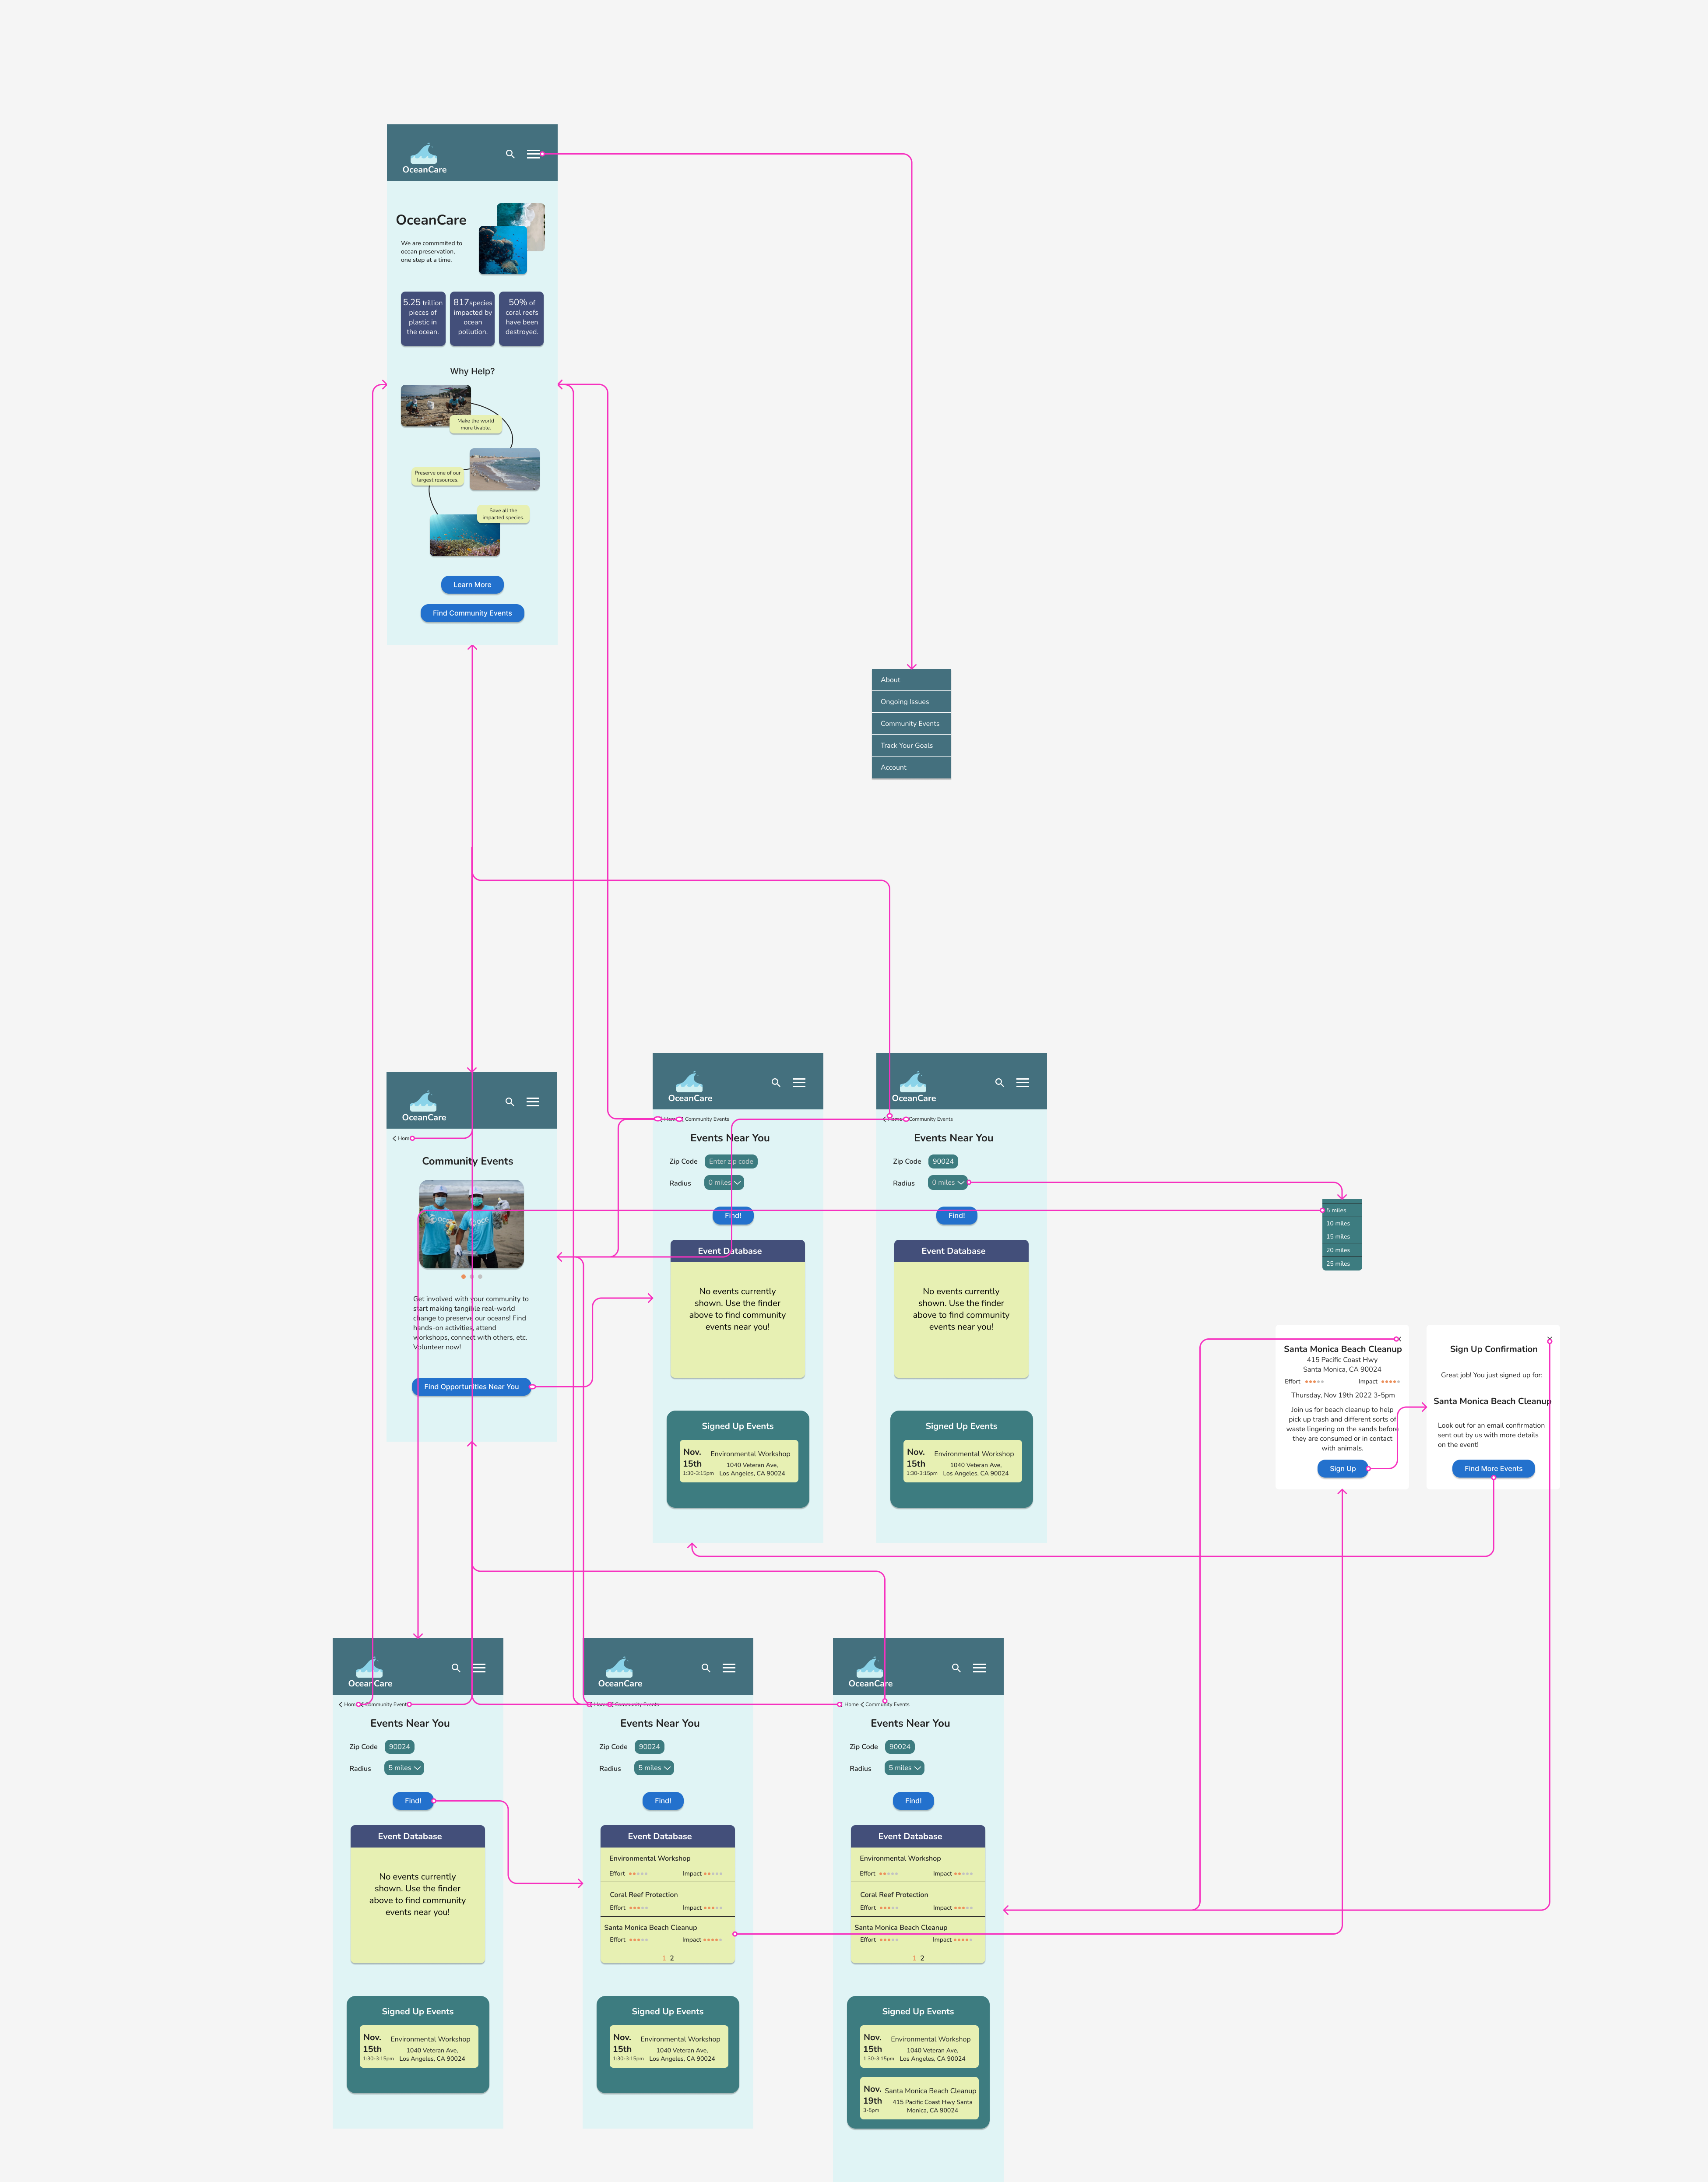 OceanCare
OceanCare
We are commmited to
ocean preservation,
one step at a time.
5.25 trillion
pieces of
plastic in
the ocean.
817 species
impacted by
ocean
pollution.
50% of
coral reefs
have been
destroyed.
Why Help?
Make the world
more livable.
Preserve one of our
largest resources.
Save all the
impacted species.
Learn More
Find Community Events
About
Ongoing Issues
Community Events
Track Your Goals
Account
OceanCare
Home
Community Events
Get involved with your community to
start making tangible real-world
change to preserve our oceans! Find
hands-on activities, attend
workshops, connect with others, etc.
Volunteer now!
Find Opportunities Near You
OceanCare
Home
Community Events
Events Near You
Zip Code
Enter zip code
Radius
0 miles
Find!
Event Database
No events currently
shown. Use the finder
above to find community
events near you!
Signed Up Events
Nov.
15th
1:30-3:15pm
Environmental Workshop
1040 Veteran Ave,
Los Angeles, CA 90024
OceanCare
Home
Community Events
Events Near You
Zip Code
90024
Radius
0 miles
Find!
Event Database
No events currently
shown. Use the finder
above to find community
events near you!
Signed Up Events
Nov.
15th
1:30-3:15pm
Environmental Workshop
1040 Veteran Ave,
Los Angeles, CA 90024
5 miles
10 miles
15 miles
20 miles
25 miles
Santa Monica Beach Cleanup
415 Pacific Coast Hwy
Santa Monica, CA 90024
Effort
Impact
Thursday, Nov 19th 2022 3-5pm
Join us for beach cleanup to help
pick up trash and different sorts of
waste lingering on the sands before
they are consumed or in contact
with animals.
Sign Up
Sign Up Confirmation
Great job! You just signed up for:
Santa Monica Beach Cleanup
Look out for an email confirmation
sent out by us with more details
on the event!
Find More Events
OceanCare
Home
Community Events
Events Near You
Zip Code
90024
Radius
5 miles
Find!
Event Database
No events currently
shown. Use the finder
above to find community
events near you!
Signed Up Events
Nov.
15th
1:30-3:15pm
Environmental Workshop
1040 Veteran Ave,
Los Angeles, CA 90024
OceanCare
Home
Community Events
Events Near You
Zip Code
90024
Radius
5 miles
Find!
Event Database
Environmental Workshop
Effort
Impact
Coral Reef Protection
Effort
Impact
Santa Monica Beach Cleanup
Effort
Impact
1 2
Signed Up Events
Nov.
15th
1:30-3:15pm
Environmental Workshop
1040 Veteran Ave,
Los Angeles, CA 90024
OceanCare
Home
Community Events
Events Near You
Zip Code
90024
Radius
5 miles
Find!
Event Database
Environmental Workshop
Effort
Impact
Coral Reef Protection
Effort
Impact
Santa Monica Beach Cleanup
Effort
Impact
1 2
Signed Up Events
Nov.
15th
1:30-3:15pm
Environmental Workshop
1040 Veteran Ave,
Los Angeles, CA 90024
Nov.
19th
3-5pm
Santa Monica Beach Cleanup
415 Pacific Coast Hwy Santa
Monica, CA 90024